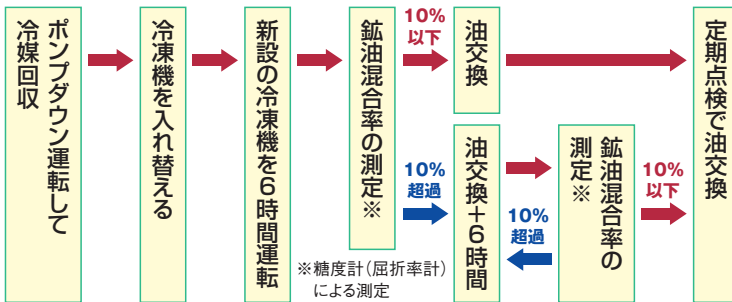 ポンプダウン運転して
冷媒回収
冷凍機を入れ替える
新設の冷凍機を6時間運転
鉱油混合率の測定※
10%
以下
油交換
10%
超過
油交換+6時間
鉱油混合率の
測定※
10%
超過
10%
以下
定期点検で油交換
※糖度計(屈折率計)
による測定